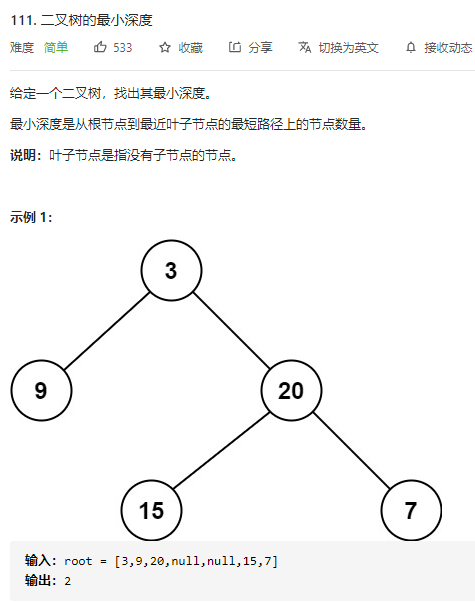 111. 二叉树的最小深度
难度 简单 533 收藏 分享 切换为英文 接收动态
给定一个二叉树，找出其最小深度。
最小深度是从根节点到最近叶子节点的最短路径上的节点数量。
说明：叶子节点是指没有子节点的节点。
示例 1：
3
9 20
15 7
输入：root = [3,9,20,null,null,15,7]
输出：2